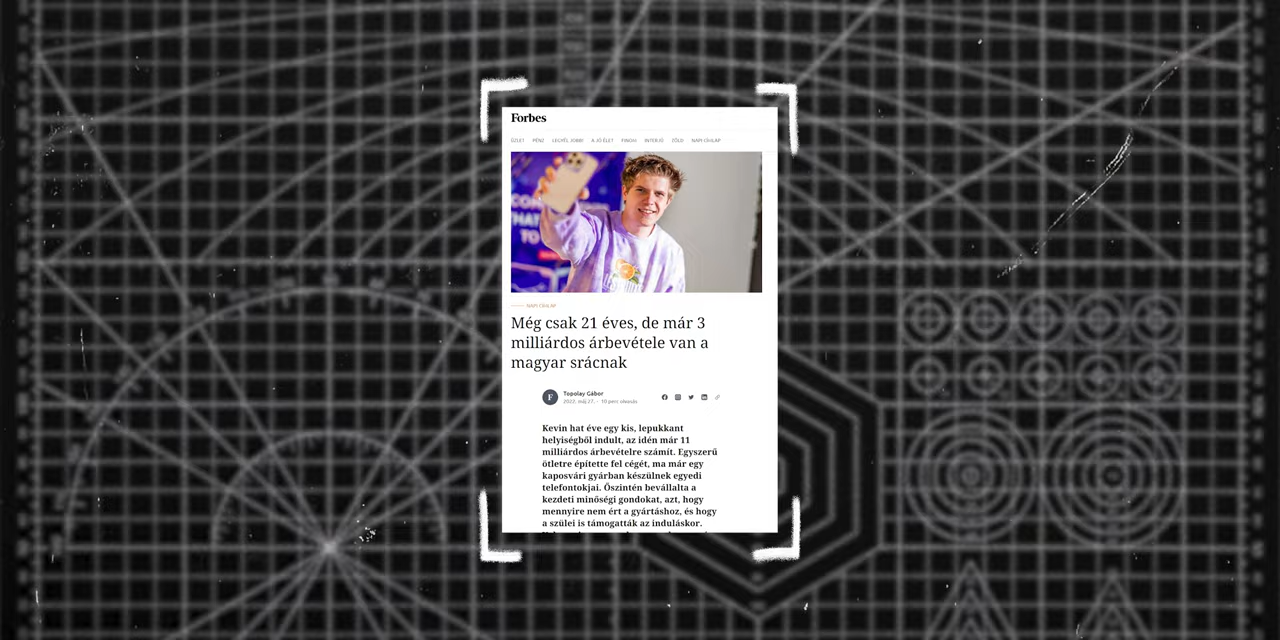 Forbes
ÜZLET PÉNZ LEGYÉL JOBB! A JÓ ÉLET FINOM INTERJÚ ZÖLD NAPI CÍMLAP
NAPI CÍMLAP
Még csak 21 éves, de már 3
milliárdos árbevétele van a
magyar srácnak
F
Topolay Gábor
2022. máj 27. · 10 perc olvasás
Kevin hat éve egy kis, lepukkant
helyiségből indult, az idén már 11
milliárdos árbevételre számít. Egyszerű
ötletre építette fel cégét, ma már egy
kaposvári gyárban készülnek egyedi
telefontokjai. Őszintén bevállalta a
kezdeti minőségi gondokat, azt, hogy
mennyire nem ért a gyártáshoz, és hogy
a szülei is támogatták az induláskor.